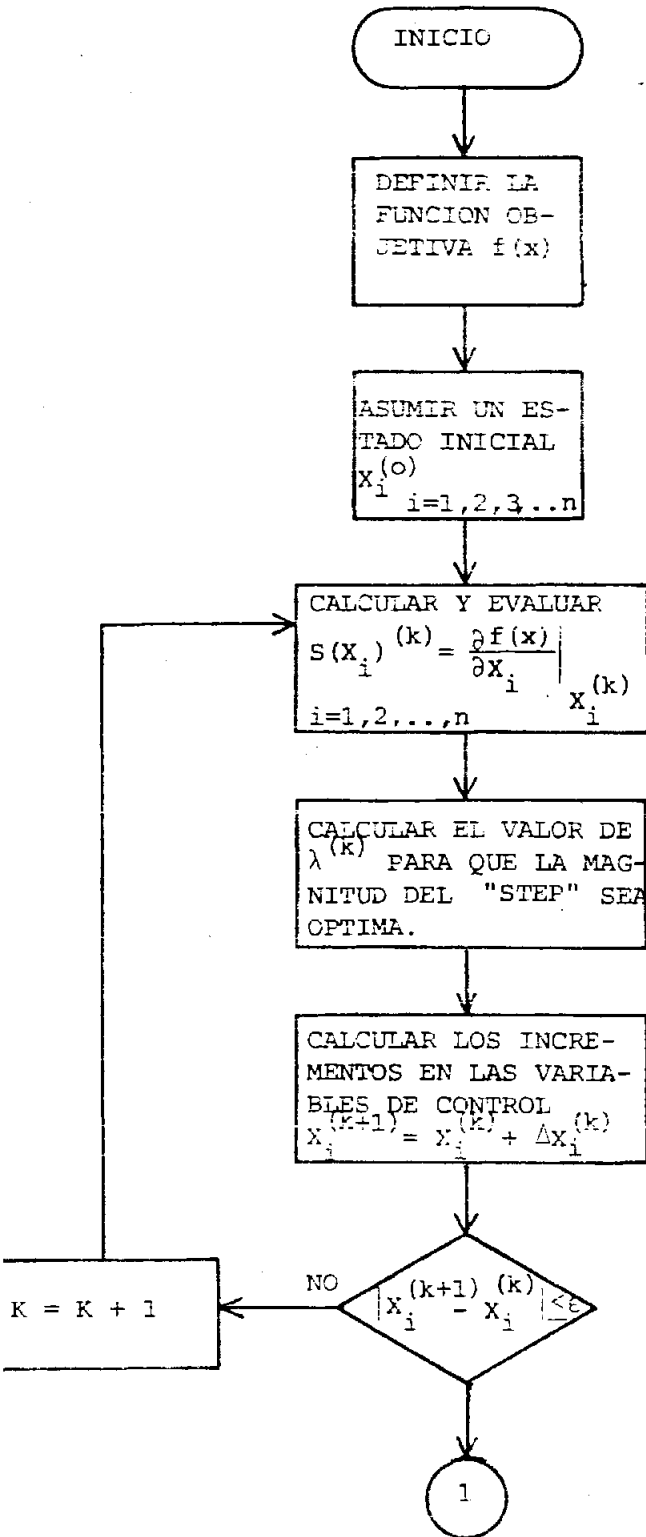 INICIO
DEFINIR LA
FUNCION OB-
JETIVA f(x)
ASUMIR UN ES-
TADO INICIAL
X_i^(o)
i=1,2,3,..n
CALCULAR Y EVALUAR
S(X_i)^(k) = ∂f(x)/∂X_i | X_i^(k)
i=1,2,..,n
CALCULAR EL VALOR DE
λ^(k) PARA QUE LA MAG-
NITUD DEL "STEP" SEA
OPTIMA.
CALCULAR LOS INCRE-
MENTOS EN LAS VARIA-
BLES DE CONTROL
X_i^(k+1) = X_i^(k) + ΔX_i^(k)
NO
|X_i^(k+1) - X_i^(k)| ≤ε
K = K + 1
1